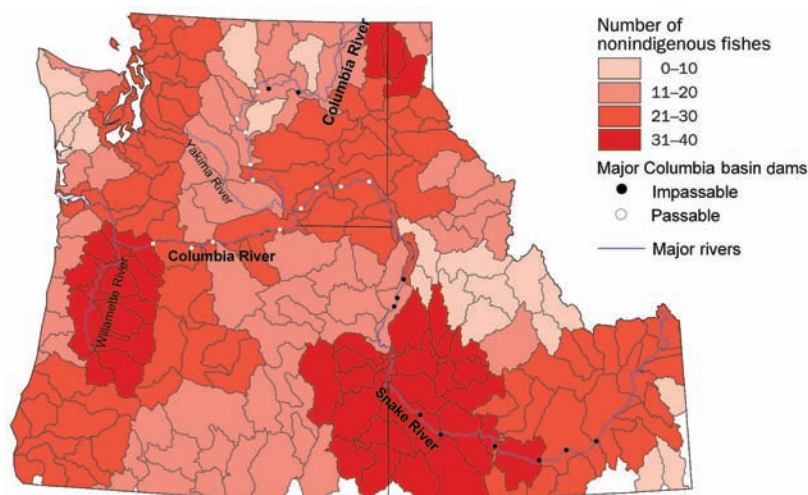 Number of
nonindigenous fishes
0–10
11–20
21–30
31–40
Major Columbia basin dams
Impassable
Passable
Major rivers
Columbia River
Yakima River
Columbia River
Willamette River
Snake River